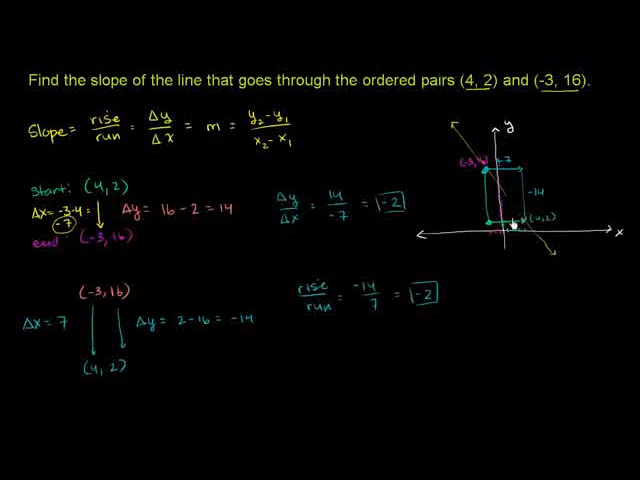 Find the slope of the line that goes through the ordered pairs (4, 2) and (-3, 16).
Slope = rise/run = Δy/Δx = m = y₂-y₁/x₂-x₁
start: (4, 2)
Δx = -3-4 =
-7
Δy = 16-2 = 14
end: (-3, 16)
Δy/Δx = 14/-7 = -2
(-3, 16)
Δx = 7
Δy = 2-16 = -14
(4, 2)
rise/run = -14/7 = -2
y
+7
-14
(4, 2)
x